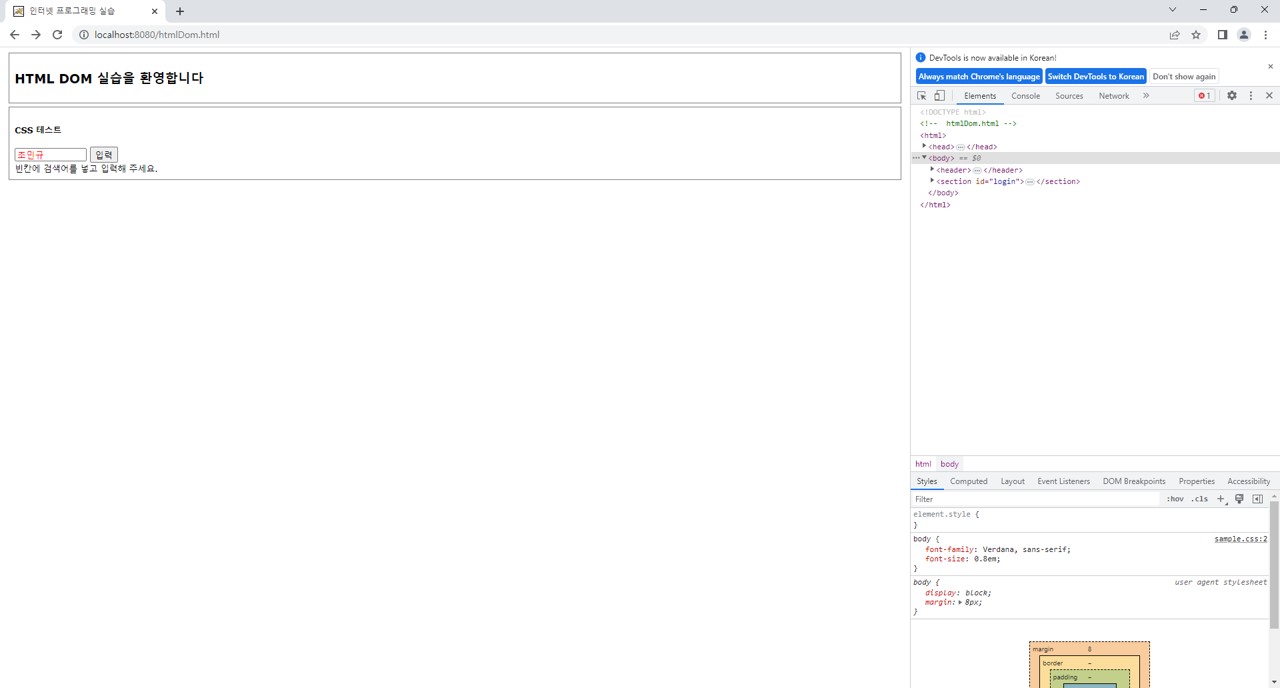 인터넷 프로그래밍 실습
localhost:8080/htmlDom.html
HTML DOM 실습을 환영합니다
CSS 테스트
조민규 입력
빈칸에 검색어를 넣고 입력해 주세요.
DevTools is now available in Korean!
Always match Chrome's language Switch DevTools to Korean Don't show again
Elements Console Sources Network » 1
<!DOCTYPE html>
<!-- htmlDom.html -->
<html>
<head> … </head>
<body> == $0
<header> … </header>
<section id="login"> … </section>
</body>
</html>
html body
Styles Computed Layout Event Listeners DOM Breakpoints Properties Accessibility
Filter :hov .cls +
element.style {
}
body { sample.css:2
font-family: Verdana, sans-serif;
font-size: 0.8em;
}
body { user agent stylesheet
display: block;
margin: 8px;
}
margin 8
border –
padding –